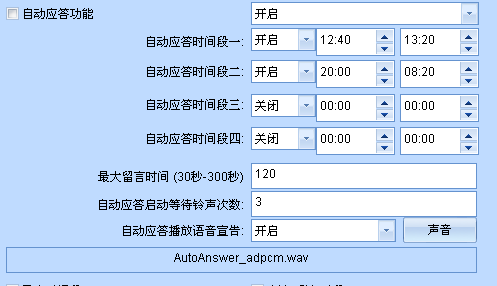 自动应答功能 开启
自动应答时间段一: 开启 12:40 13:20
自动应答时间段二: 开启 20:00 08:20
自动应答时间段三: 关闭 00:00 00:00
自动应答时间段四: 关闭 00:00 00:00
最大留言时间 (30秒-300秒) 120
自动应答启动等待铃声次数: 3
自动应答播放语音宣告: 开启 声音
AutoAnswer_adpcm.wav